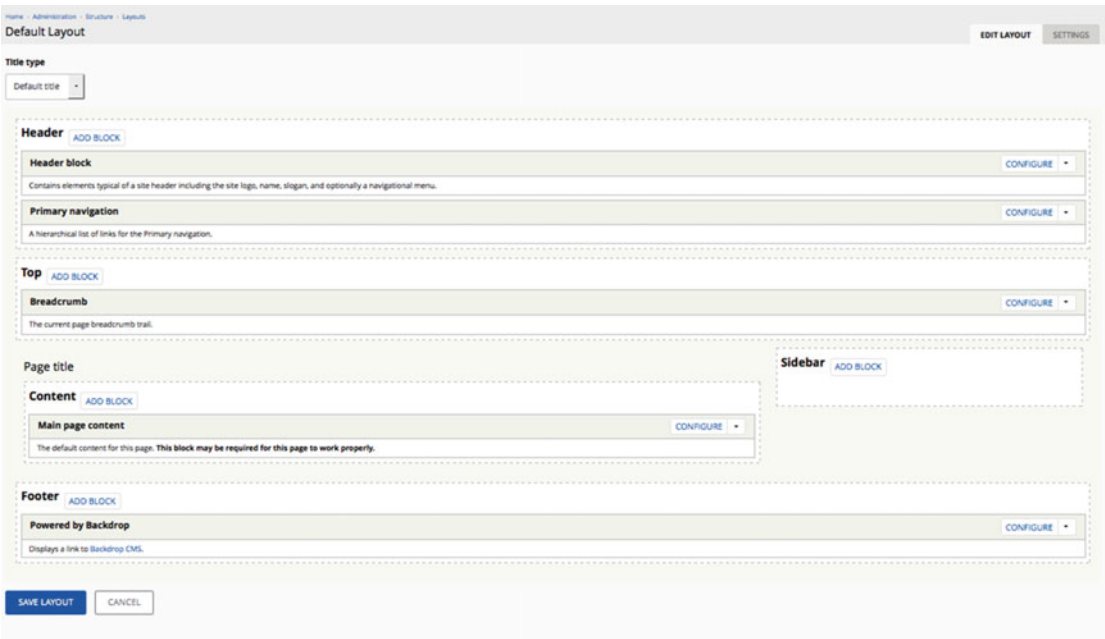 Home › Administration › Structure › Layouts
Default Layout
EDIT LAYOUT SETTINGS
Title type
Default title
Header ADD BLOCK
Header block CONFIGURE
Contains elements typical of a site header including the site logo, name, slogan, and optionally a navigational menu.
Primary navigation CONFIGURE
A hierarchical list of links for the Primary navigation.
Top ADD BLOCK
Breadcrumb CONFIGURE
The current page breadcrumb trail.
Page title
Sidebar ADD BLOCK
Content ADD BLOCK
Main page content CONFIGURE
The default content for this page. This block may be required for this page to work properly.
Footer ADD BLOCK
Powered by Backdrop CONFIGURE
Displays a link to Backdrop CMS.
SAVE LAYOUT CANCEL